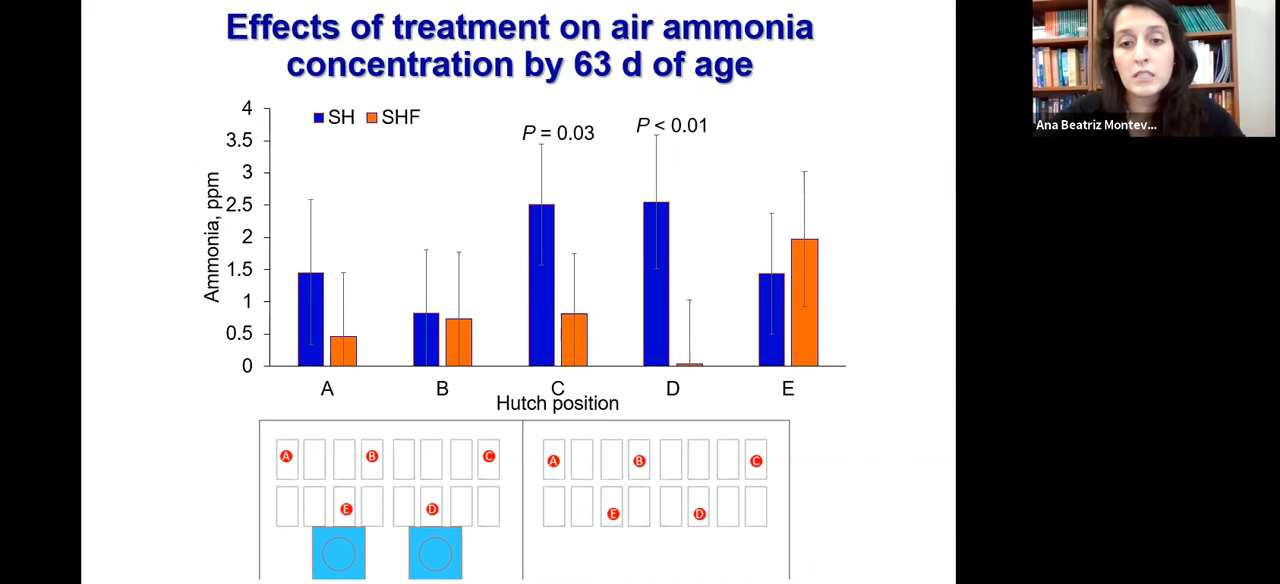 Effects of treatment on air ammonia
concentration by 63 d of age
Ana Beatriz Montev...
SH SHF
P = 0.03
P < 0.01
Ammonia, ppm
4
3.5
3
2.5
2
1.5
1
0.5
0
A B C D E
Hutch position
A B C A B C
E D E D